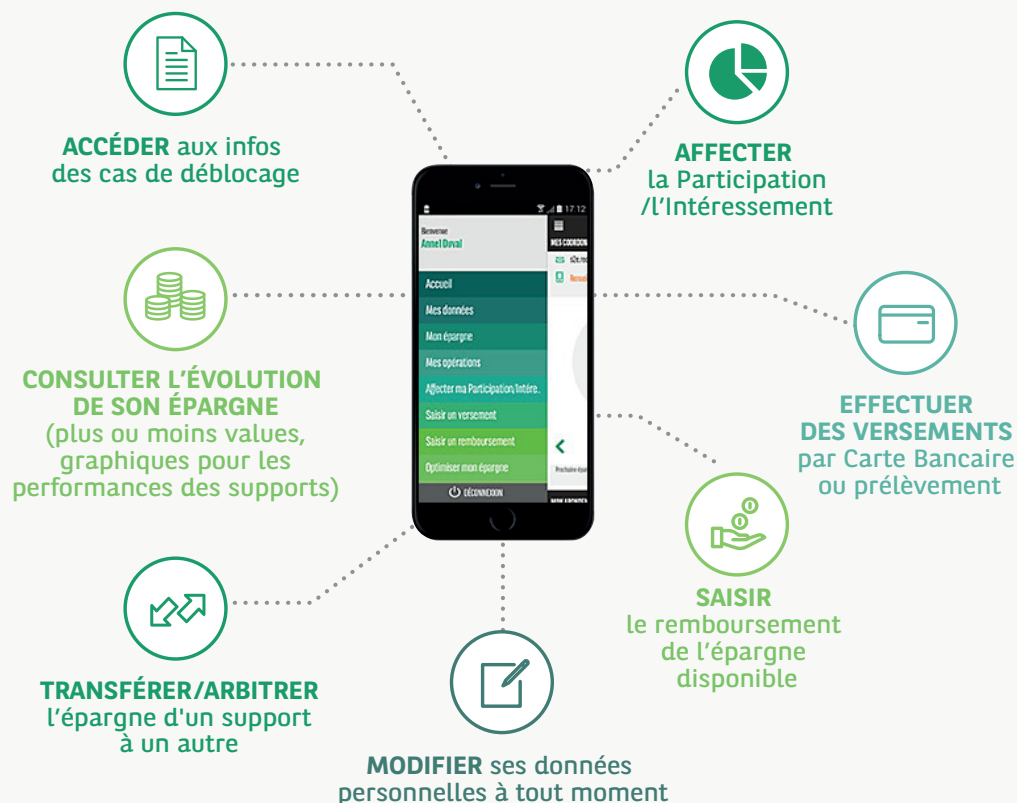 ACCÉDER aux infos
des cas de déblocage
AFFECTER
la Participation
/l'Intéressement
17:12
Bienvenue
Annel Duval
MES COORDON
Accueil
Mes données
Mon épargne
Mes opérations
Affecter ma Participation/Intére..
Saisir un versement
Saisir un remboursement
Optimiser mon épargne
DÉCONNEXION
CONSULTER L'ÉVOLUTION
DE SON ÉPARGNE
(plus ou moins values,
graphiques pour les
performances des supports)
EFFECTUER
DES VERSEMENTS
par Carte Bancaire
ou prélèvement
SAISIR
le remboursement
de l'épargne
disponible
TRANSFÉRER/ARBITRER
l'épargne d'un support
à un autre
MODIFIER ses données
personnelles à tout moment